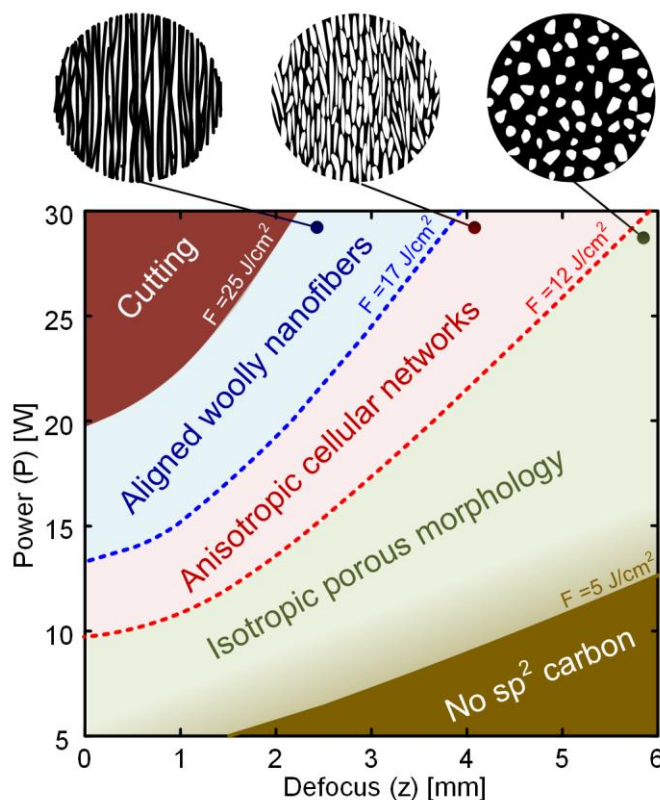 30
25
20
15
10
5
Power (P) [W]
Cutting
F =25 J/cm²
Aligned woolly nanofibers
F =17 J/cm²
Anisotropic cellular networks
F =12 J/cm²
Isotropic porous morphology
F =5 J/cm²
No sp² carbon
0 1 2 3 4 5 6
Defocus (z) [mm]